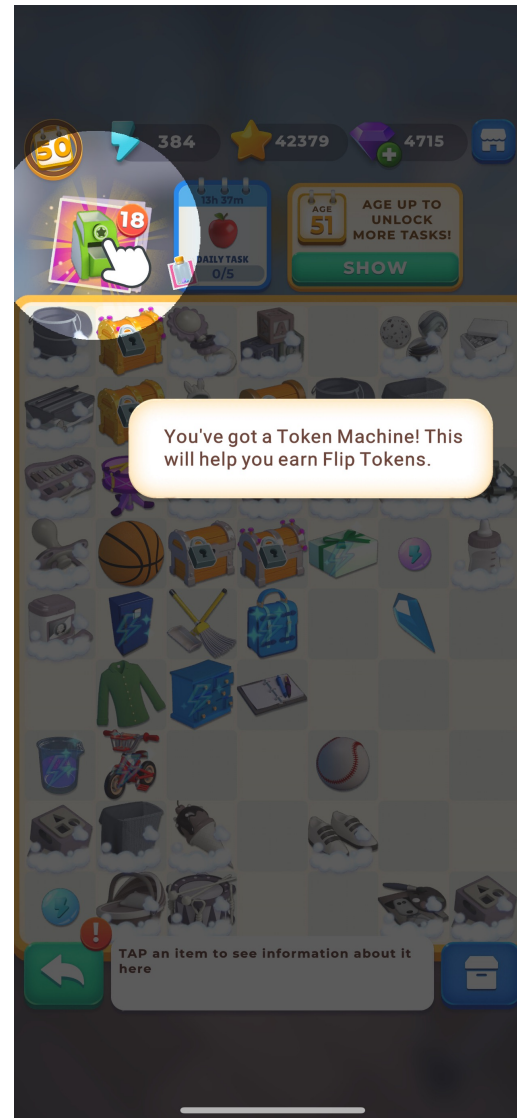 50
384
42379
4715
18
13h 37m
DAILY TASK
0/5
AGE
51
AGE UP TO
UNLOCK
MORE TASKS!
SHOW
You've got a Token Machine! This
will help you earn Flip Tokens.
!
TAP an item to see information about it
here